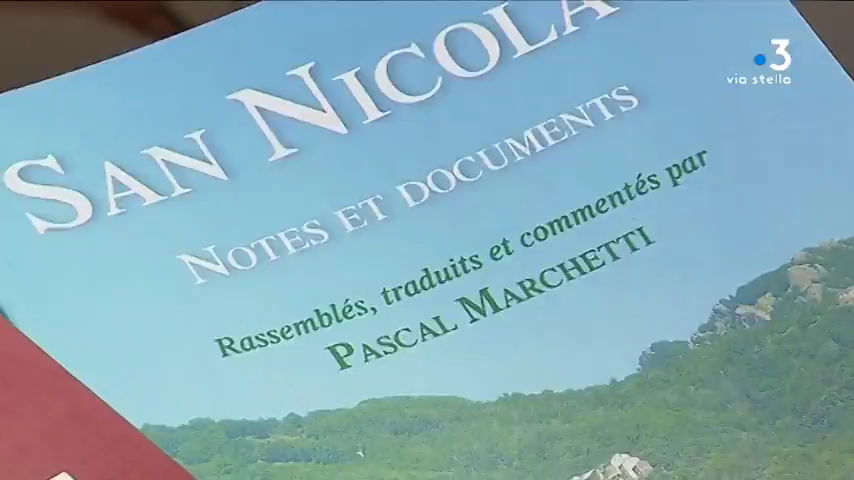 SAN NICOLA
NOTES ET DOCUMENTS
Rassemblés, traduits et commentés par
PASCAL MARCHETTI
3
via stella